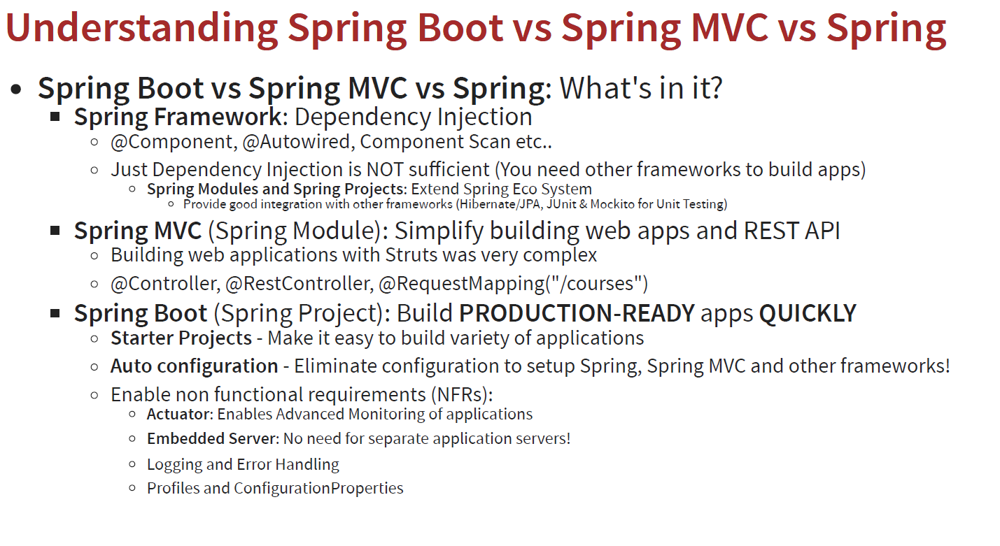 Understanding Spring Boot vs Spring MVC vs Spring
Spring Boot vs Spring MVC vs Spring: What's in it?
Spring Framework: Dependency Injection
@Component, @Autowired, Component Scan etc..
Just Dependency Injection is NOT sufficient (You need other frameworks to build apps)
Spring Modules and Spring Projects: Extend Spring Eco System
Provide good integration with other frameworks (Hibernate/JPA, JUnit & Mockito for Unit Testing)
Spring MVC (Spring Module): Simplify building web apps and REST API
Building web applications with Struts was very complex
@Controller, @RestController, @RequestMapping("/courses")
Spring Boot (Spring Project): Build PRODUCTION-READY apps QUICKLY
Starter Projects - Make it easy to build variety of applications
Auto configuration - Eliminate configuration to setup Spring, Spring MVC and other frameworks!
Enable non functional requirements (NFRs):
Actuator: Enables Advanced Monitoring of applications
Embedded Server: No need for separate application servers!
Logging and Error Handling
Profiles and ConfigurationProperties